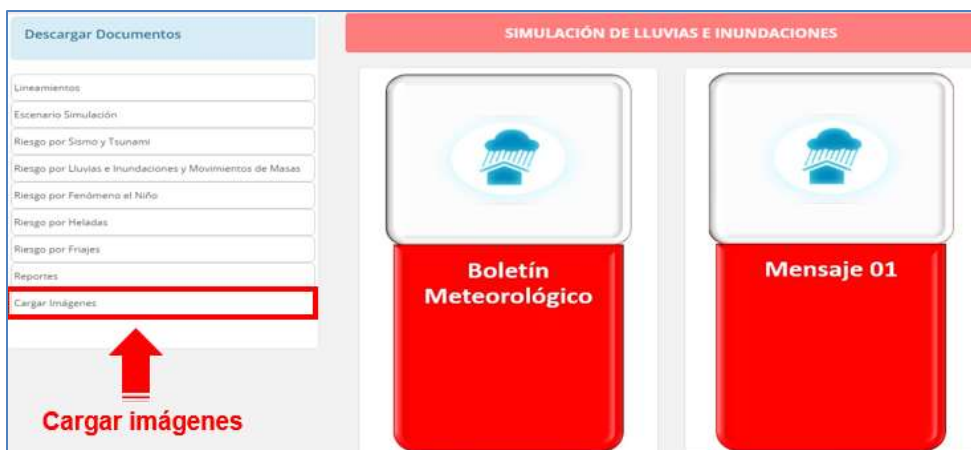 Descargar Documentos
Lineamientos
Escenario Simulación
Riesgo por Sismo y Tsunami
Riesgo por Lluvias e Inundaciones y Movimientos de Masas
Riesgo por Fenómeno el Niño
Riesgo por Heladas
Riesgo por Friajes
Reportes
Cargar Imágenes
Cargar imágenes
SIMULACIÓN DE LLUVIAS E INUNDACIONES
Boletín
Meteorológico
Mensaje 01